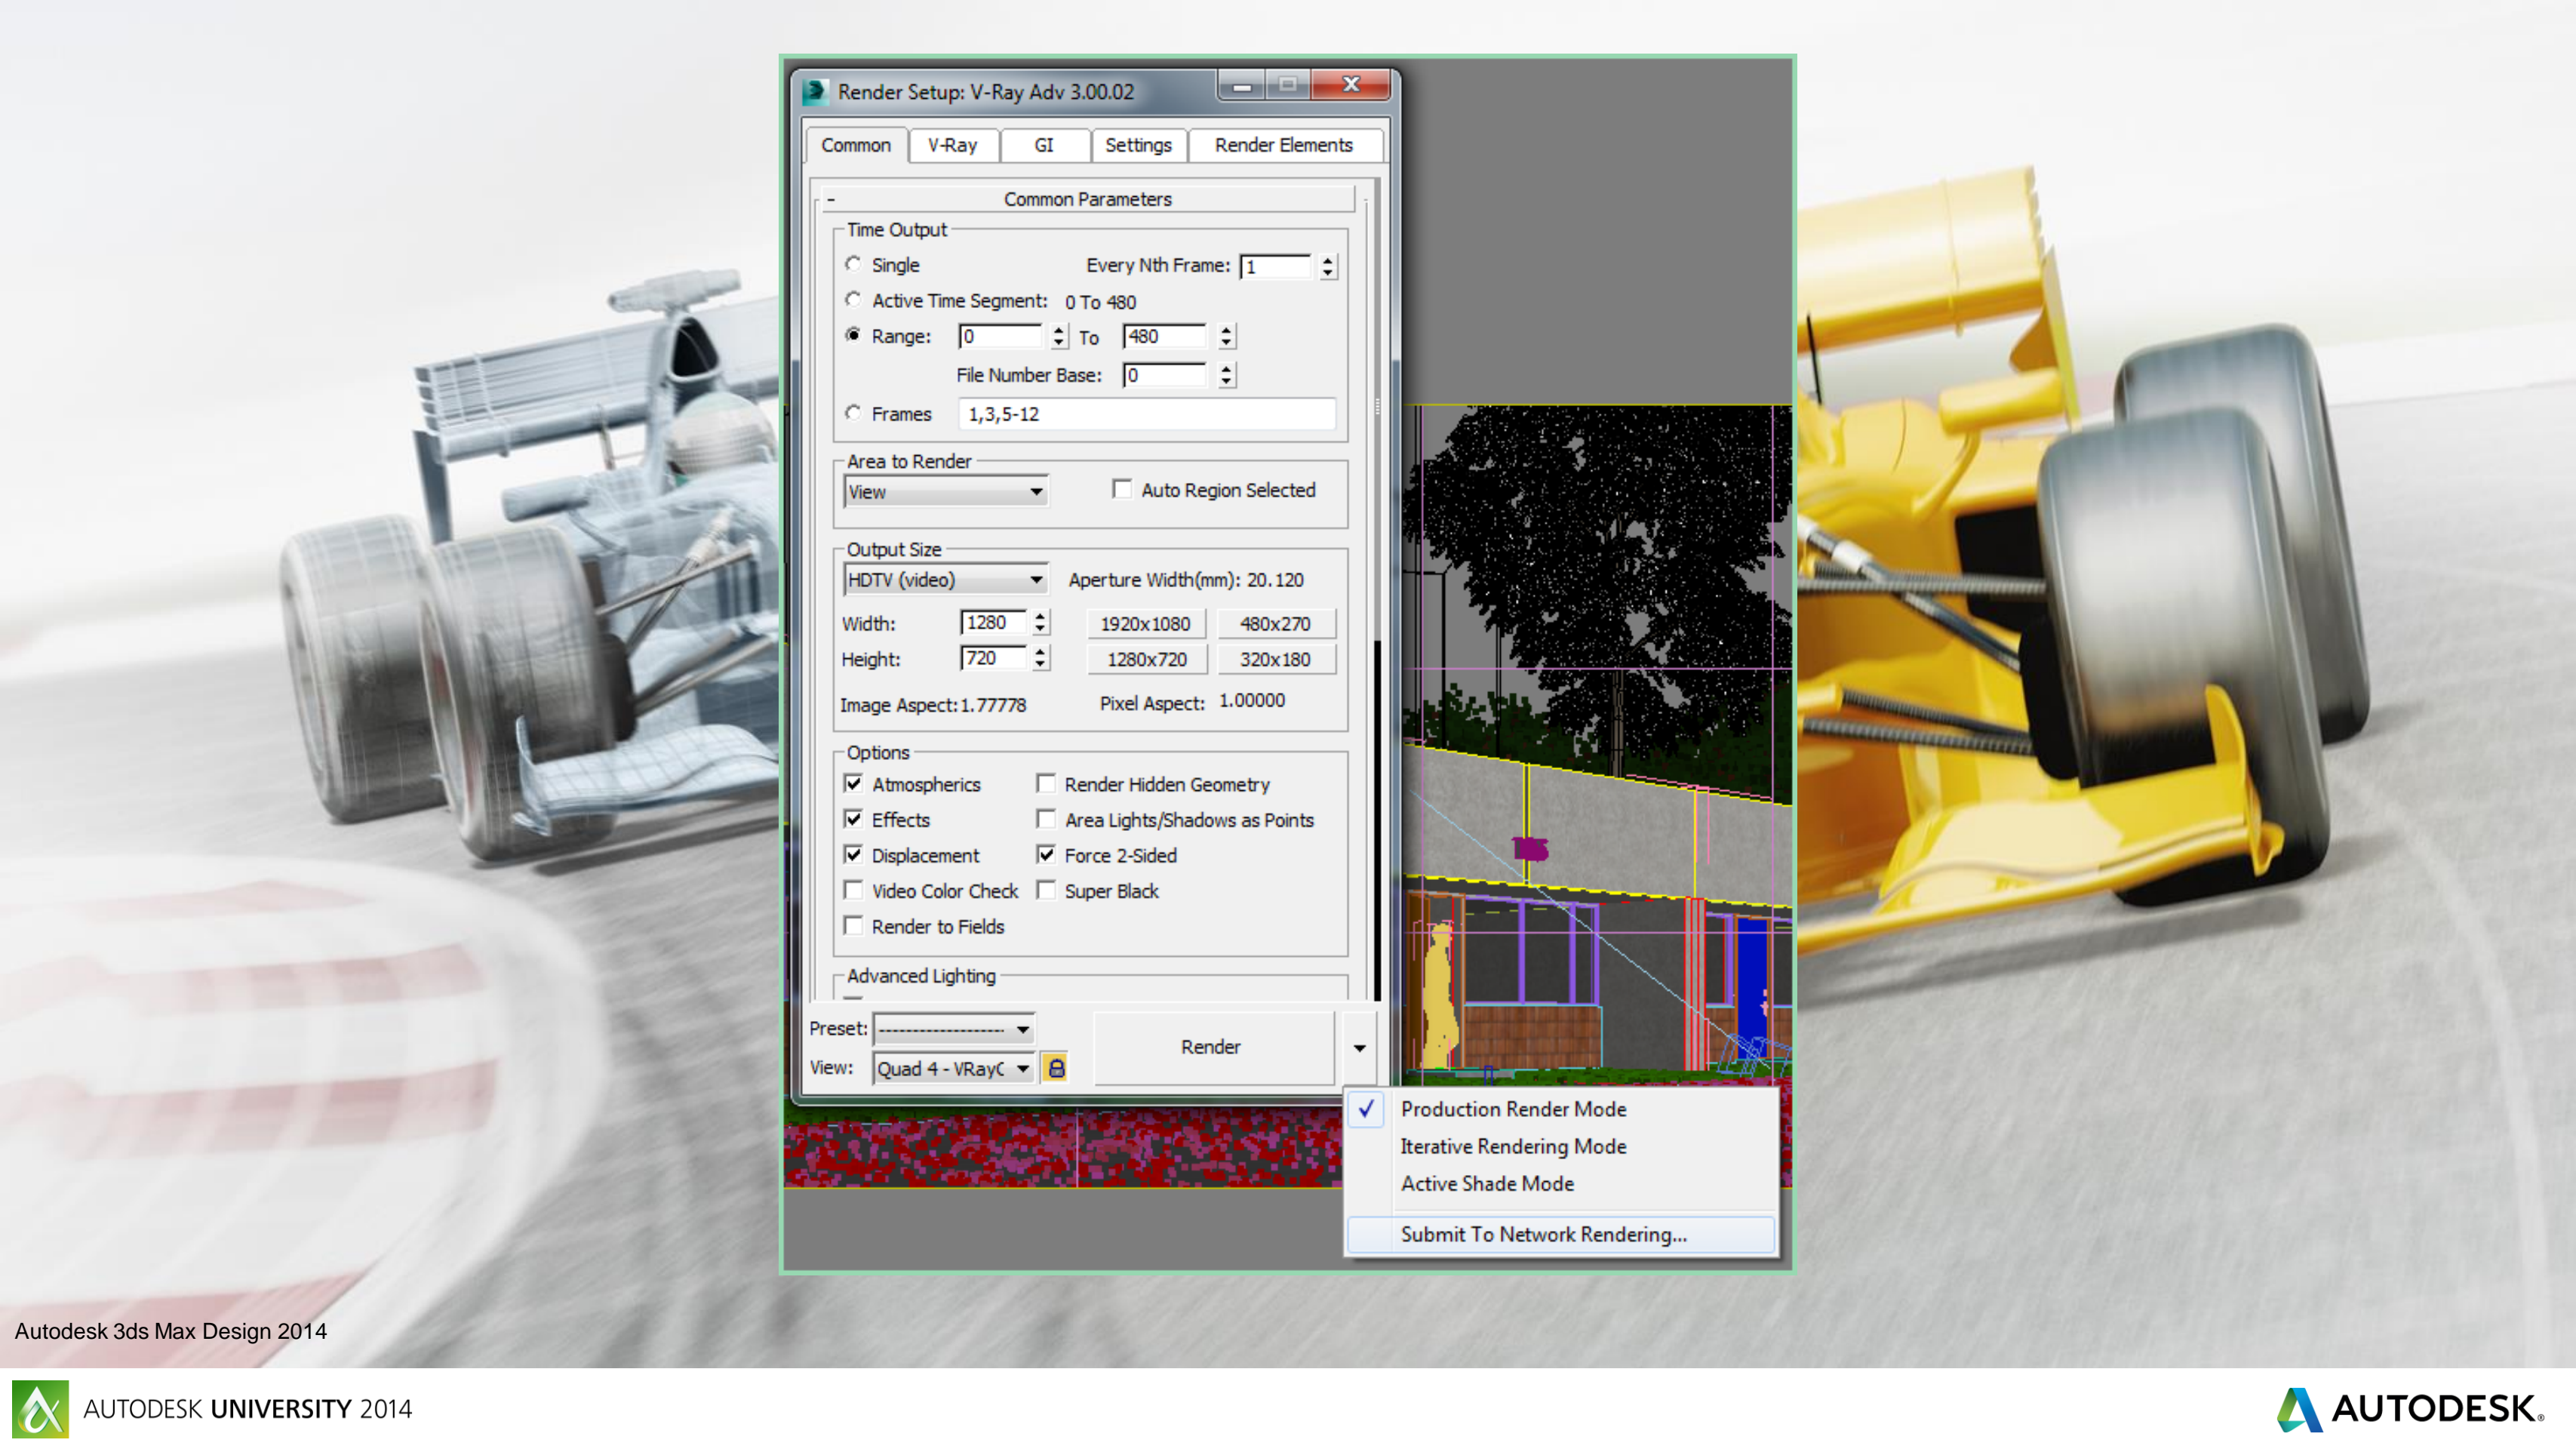 Render Setup: V-Ray Adv 3.00.02
Common V-Ray GI Settings Render Elements
- Common Parameters
Time Output
Single Every Nth Frame: 1
Active Time Segment: 0 To 480
Range: 0 To 480
File Number Base: 0
Frames 1,3,5-12
Area to Render
View Auto Region Selected
Output Size
HDTV (video) Aperture Width(mm): 20.120
Width: 1280 1920x1080 480x270
Height: 720 1280x720 320x180
Image Aspect: 1.77778 Pixel Aspect: 1.00000
Options
Atmospherics Render Hidden Geometry
Effects Area Lights/Shadows as Points
Displacement Force 2-Sided
Video Color Check Super Black
Render to Fields
Advanced Lighting
Preset: -------------------
Render
View: Quad 4 - VRayC
Production Render Mode
Iterative Rendering Mode
Active Shade Mode
Submit To Network Rendering...
Autodesk 3ds Max Design 2014
AUTODESK UNIVERSITY 2014
AUTODESK®